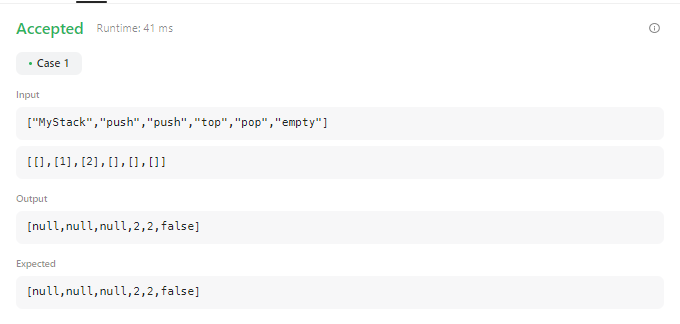 Accepted Runtime: 41 ms
• Case 1
Input
["MyStack","push","push","top","pop","empty"]
[[],[1],[2],[],[],[]]
Output
[null,null,null,2,2,false]
Expected
[null,null,null,2,2,false]